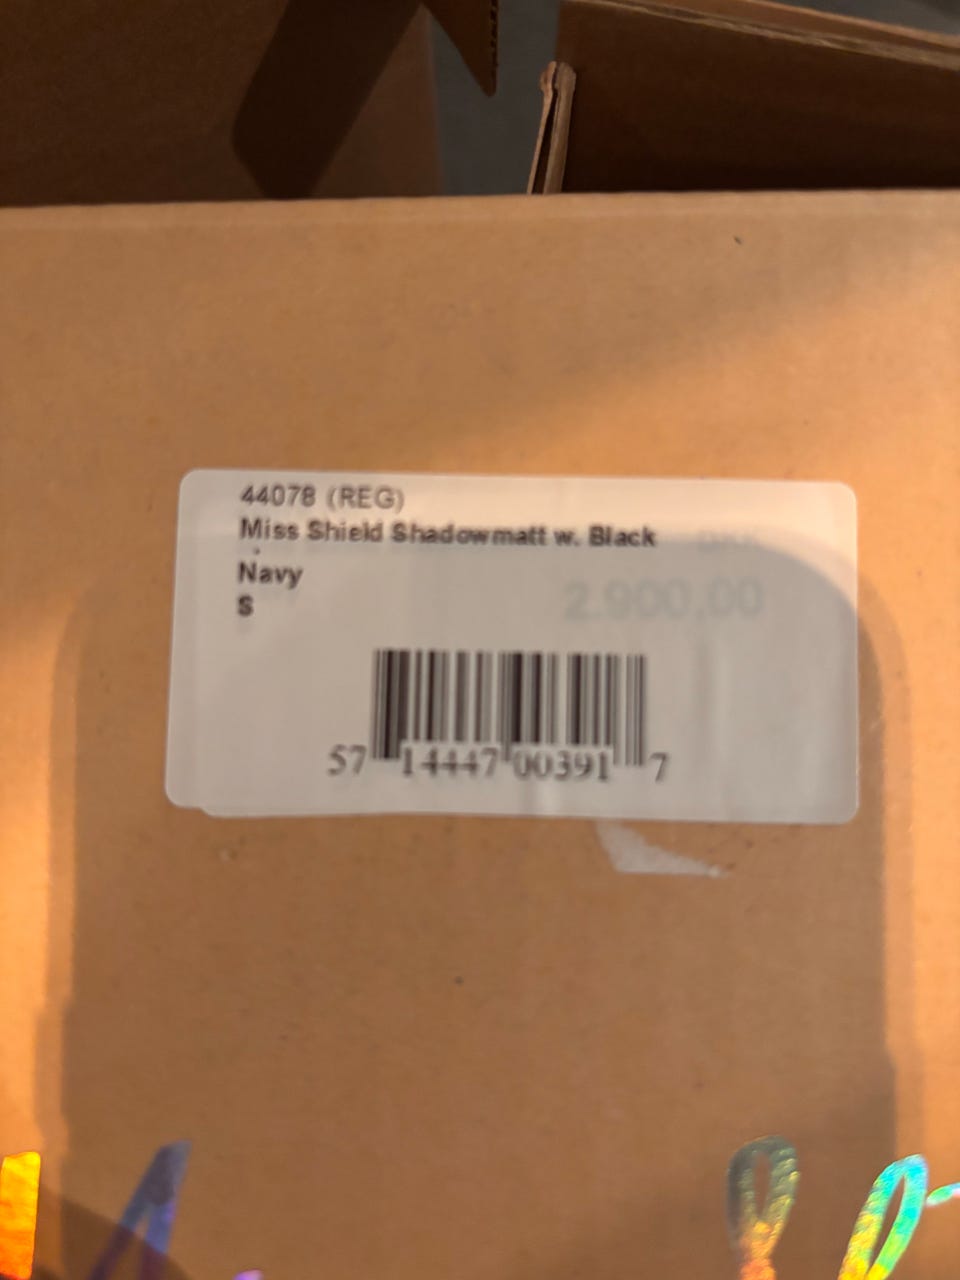 44078 (REG)
Miss Shield Shadowmatt w. Black
Navy
S
2.900,00
57 14447 00391 7